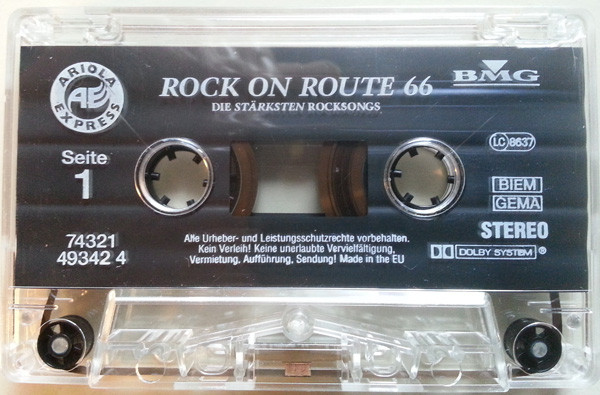 ARIOLA
AE
EXPRESS
ROCK ON ROUTE 66
DIE STÄRKSTEN ROCKSONGS
BMG
LC 8637
Seite
1
BIEM
GEMA
STEREO
74321
49342 4
Alle Urheber- und Leistungsschutzrechte vorbehalten.
Kein Verleih! Keine unerlaubte Vervielfältigung,
Vermietung, Aufführung, Sendung! Made in the EU
DOLBY SYSTEM ®